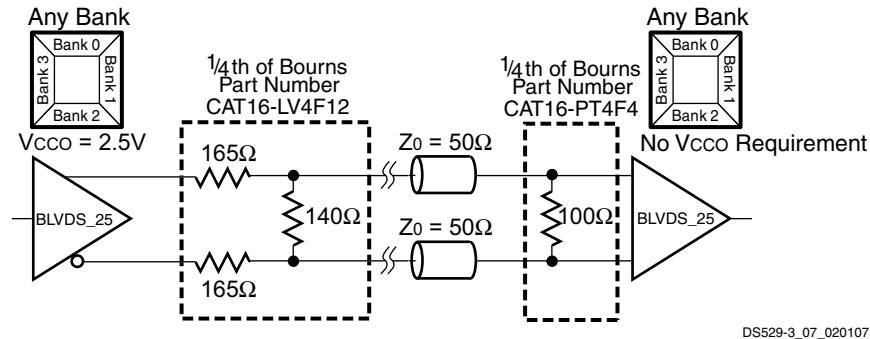 Any Bank
Bank 0
Bank 3
Bank 1
Bank 2
VCCO = 2.5V
1/4th of Bourns
Part Number
CAT16-LV4F12
1/4th of Bourns
Part Number
CAT16-PT4F4
Any Bank
Bank 0
Bank 3
Bank 1
Bank 2
No VCCO Requirement
BLVDS_25
165Ω
140Ω
165Ω
Z0 = 50Ω
Z0 = 50Ω
100Ω
BLVDS_25
DS529-3_07_020107